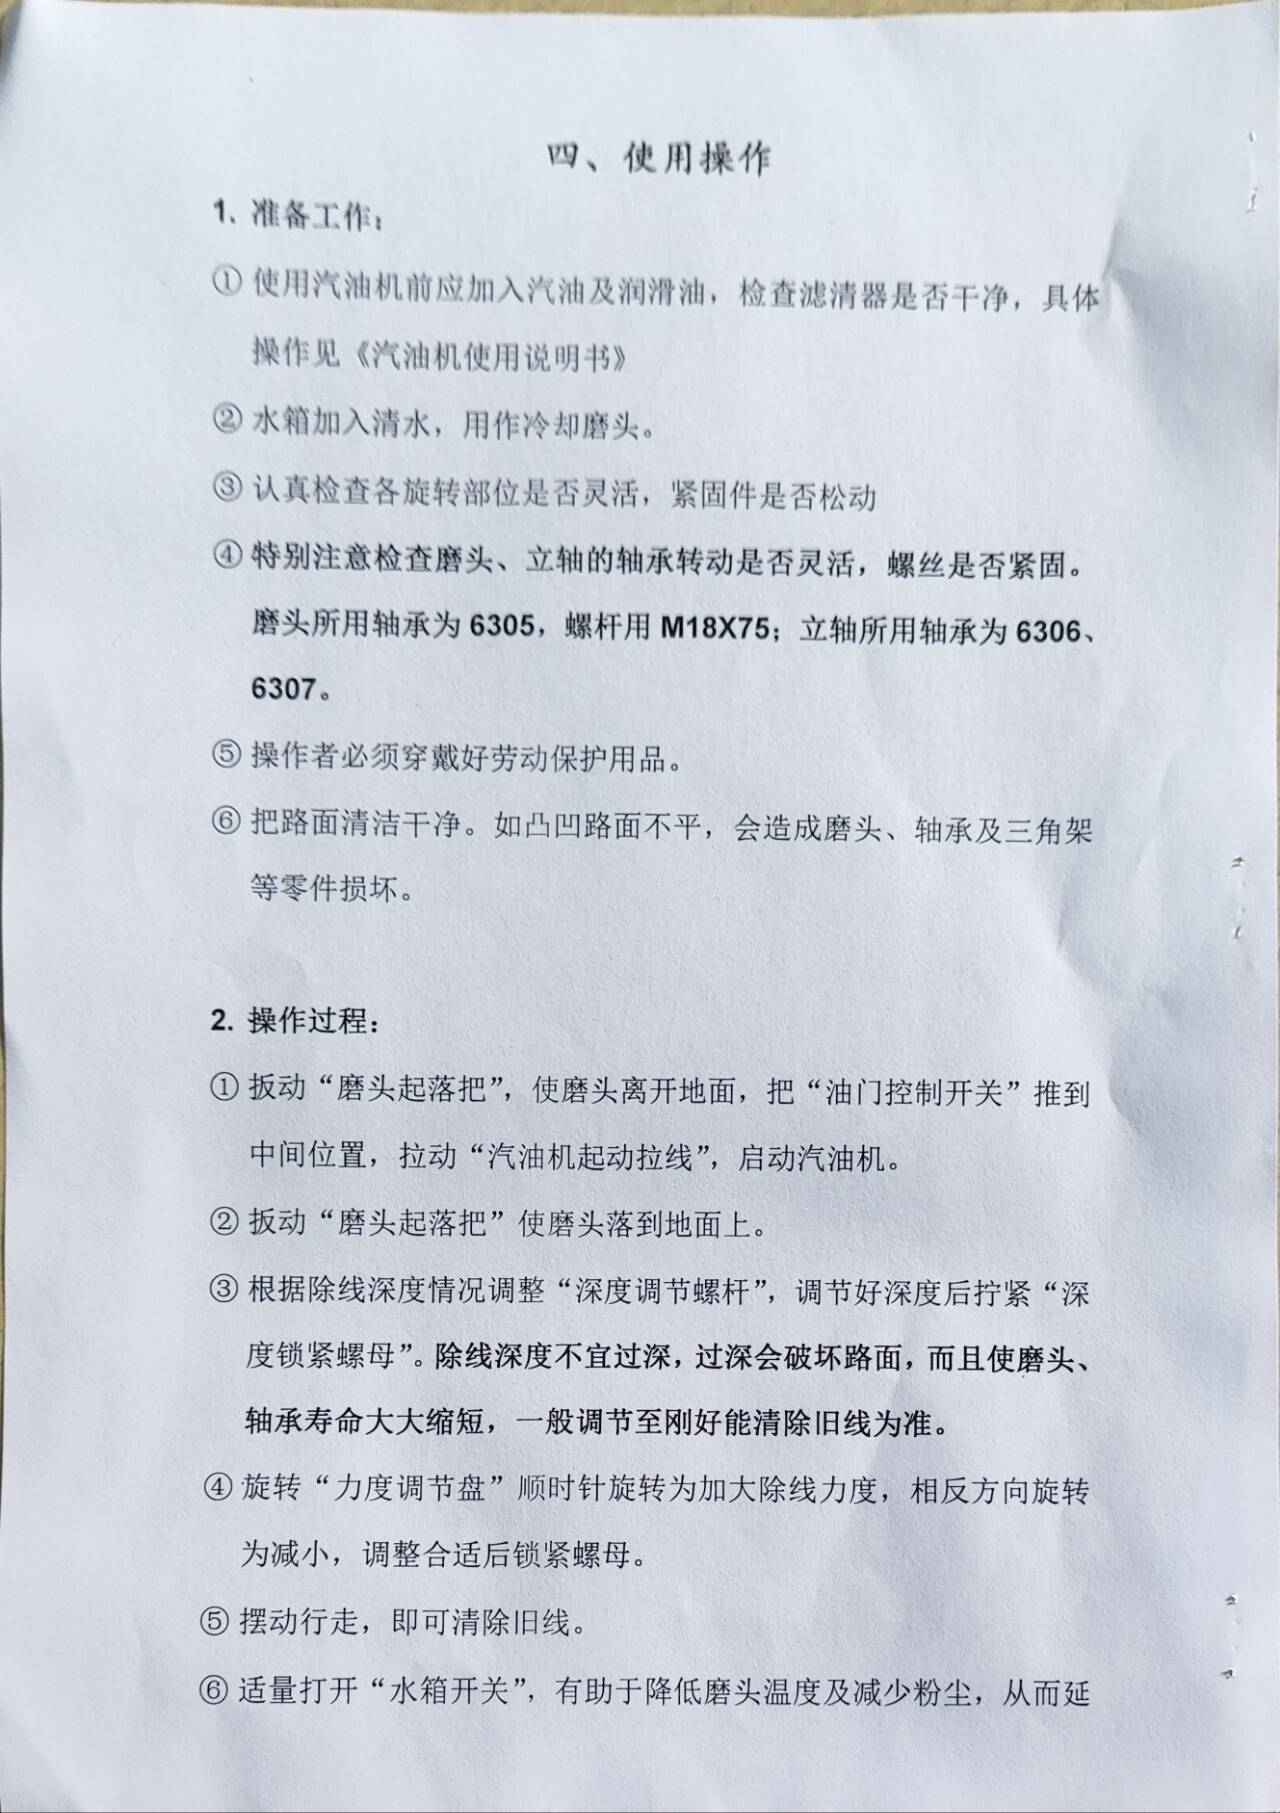 四、使用操作
1. 准备工作：
① 使用汽油机前应加入汽油及润滑油，检查滤清器是否干净，具体
操作见《汽油机使用说明书》
② 水箱加入清水，用作冷却磨头。
③ 认真检查各旋转部位是否灵活，紧固件是否松动
④ 特别注意检查磨头、立轴的轴承转动是否灵活，螺丝是否紧固。
磨头所用轴承为 6305，螺杆用 M18X75；立轴所用轴承为 6306、
6307。
⑤ 操作者必须穿戴好劳动保护用品。
⑥ 把路面清洁干净。如凸凹路面不平，会造成磨头、轴承及三角架
等零件损坏。
2. 操作过程：
① 扳动“磨头起落把”，使磨头离开地面，把“油门控制开关”推到
中间位置，拉动“汽油机起动拉线”，启动汽油机。
② 扳动“磨头起落把”使磨头落到地面上。
③ 根据除线深度情况调整“深度调节螺杆”，调节好深度后拧紧“深
度锁紧螺母”。除线深度不宜过深，过深会破坏路面，而且使磨头、
轴承寿命大大缩短，一般调节至刚好能清除旧线为准。
④ 旋转“力度调节盘”顺时针旋转为加大除线力度，相反方向旋转
为减小，调整合适后锁紧螺母。
⑤ 摆动行走，即可清除旧线。
⑥ 适量打开“水箱开关”，有助于降低磨头温度及减少粉尘，从而延